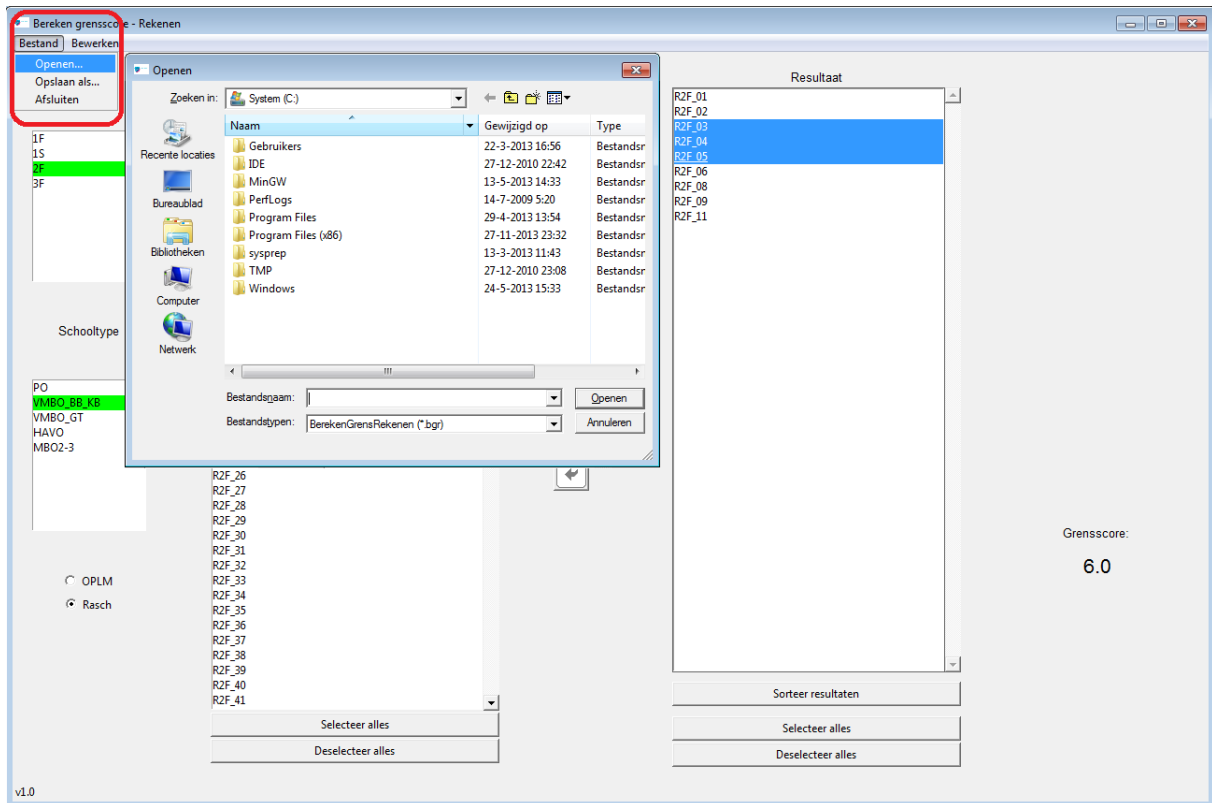 Bereken grensscore - Rekenen
Bestand Bewerken
Openen...
Opslaan als...
Afsluiten
1F
1S
2F
3F
Schooltype
PO
VMBO_BB_KB
VMBO_GT
HAVO
MBO2-3
OPLM
Rasch
Openen
Zoeken in: System (C:)
Recente locaties
Bureaublad
Bibliotheken
Computer
Netwerk
Naam Gewijzigd op Type
Gebruikers 22-3-2013 16:56 Bestandsr
IDE 27-12-2010 22:42 Bestandsr
MinGW 13-5-2013 14:33 Bestandsr
PerfLogs 14-7-2009 5:20 Bestandsr
Program Files 29-4-2013 13:54 Bestandsr
Program Files (x86) 27-11-2013 23:32 Bestandsr
sysprep 13-3-2013 11:43 Bestandsr
TMP 27-12-2010 23:08 Bestandsr
Windows 24-5-2013 15:33 Bestandsr
Bestandsnaam: Openen
Bestandstypen: BerekenGrensRekenen (*.bgr) Annuleren
R2F_26
R2F_27
R2F_28
R2F_29
R2F_30
R2F_31
R2F_32
R2F_33
R2F_34
R2F_35
R2F_36
R2F_37
R2F_38
R2F_39
R2F_40
R2F_41
Selecteer alles
Deselecteer alles
Resultaat
R2F_01
R2F_02
R2F_03
R2F_04
R2F_05
R2F_06
R2F_08
R2F_09
R2F_11
Sorteer resultaten
Selecteer alles
Deselecteer alles
Grensscore:
6.0
v1.0